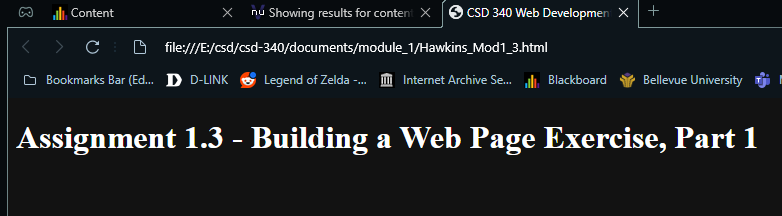 Content
Showing results for conten
CSD 340 Web Developmen
file:///E:/csd/csd-340/documents/module_1/Hawkins_Mod1_3.html
Bookmarks Bar (Ed... D-LINK Legend of Zelda -... Internet Archive Se... Blackboard Bellevue University
Assignment 1.3 - Building a Web Page Exercise, Part 1